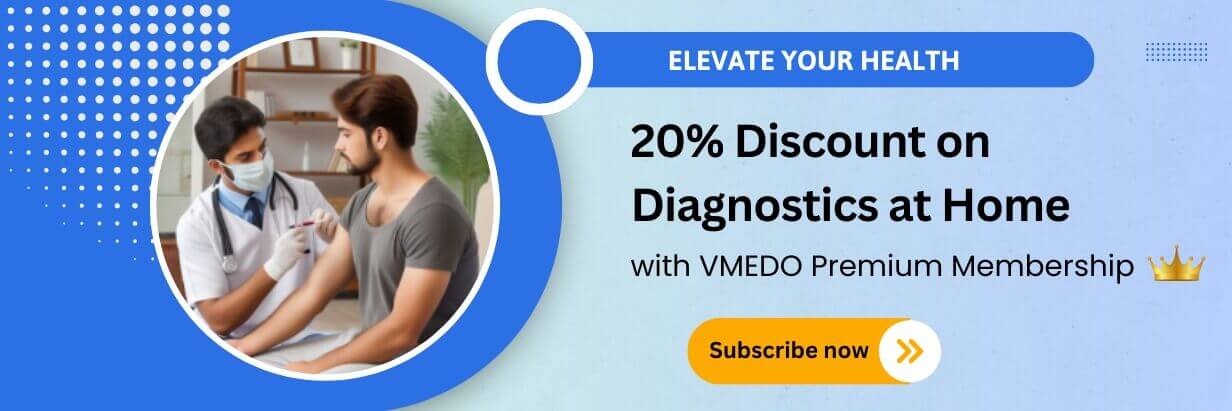 ELEVATE YOUR HEALTH
20% Discount on
Diagnostics at Home
with VMEDO Premium Membership
Subscribe now